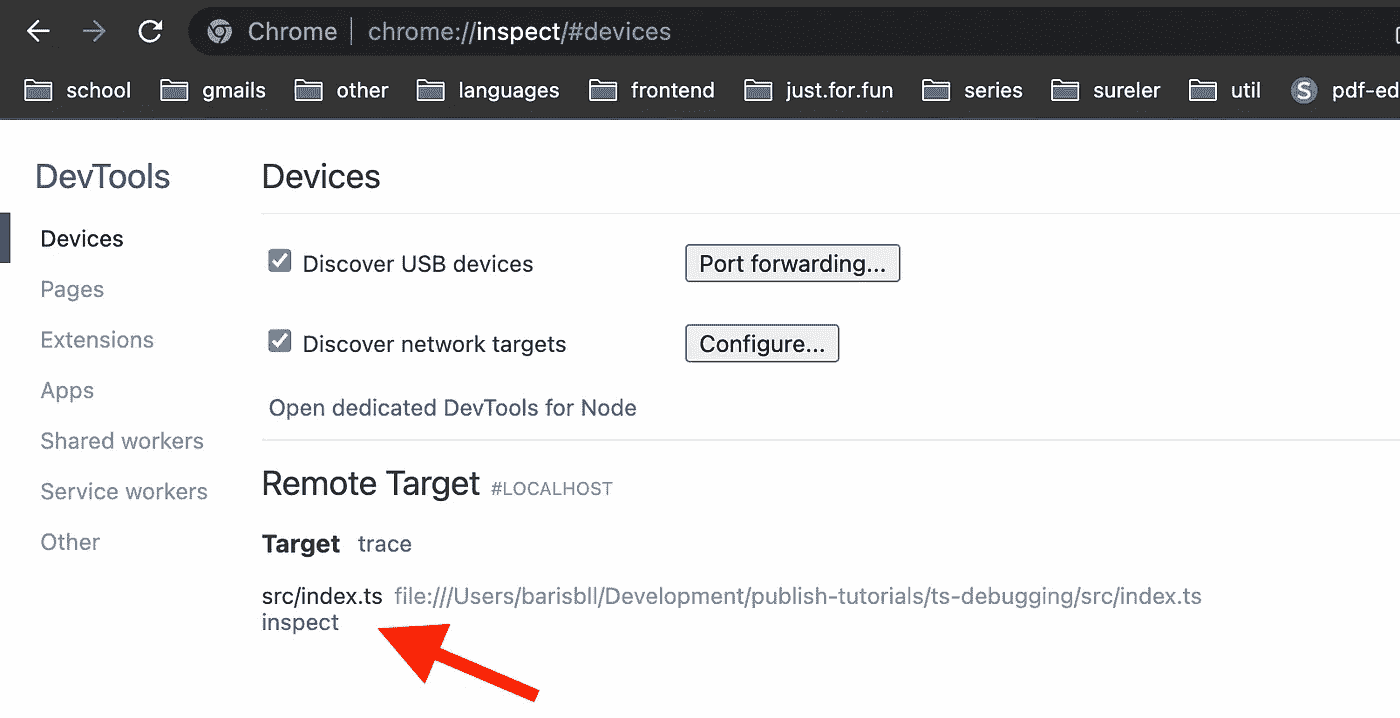 Chrome | chrome://inspect/#devices
school gmails other languages frontend just.for.fun series sureler util S pdf-ed
DevTools
Devices
Pages
Extensions
Apps
Shared workers
Service workers
Other
Devices
Discover USB devices Port forwarding...
Discover network targets Configure...
Open dedicated DevTools for Node
Remote Target #LOCALHOST
Target trace
src/index.ts file:///Users/barisbll/Development/publish-tutorials/ts-debugging/src/index.ts
inspect